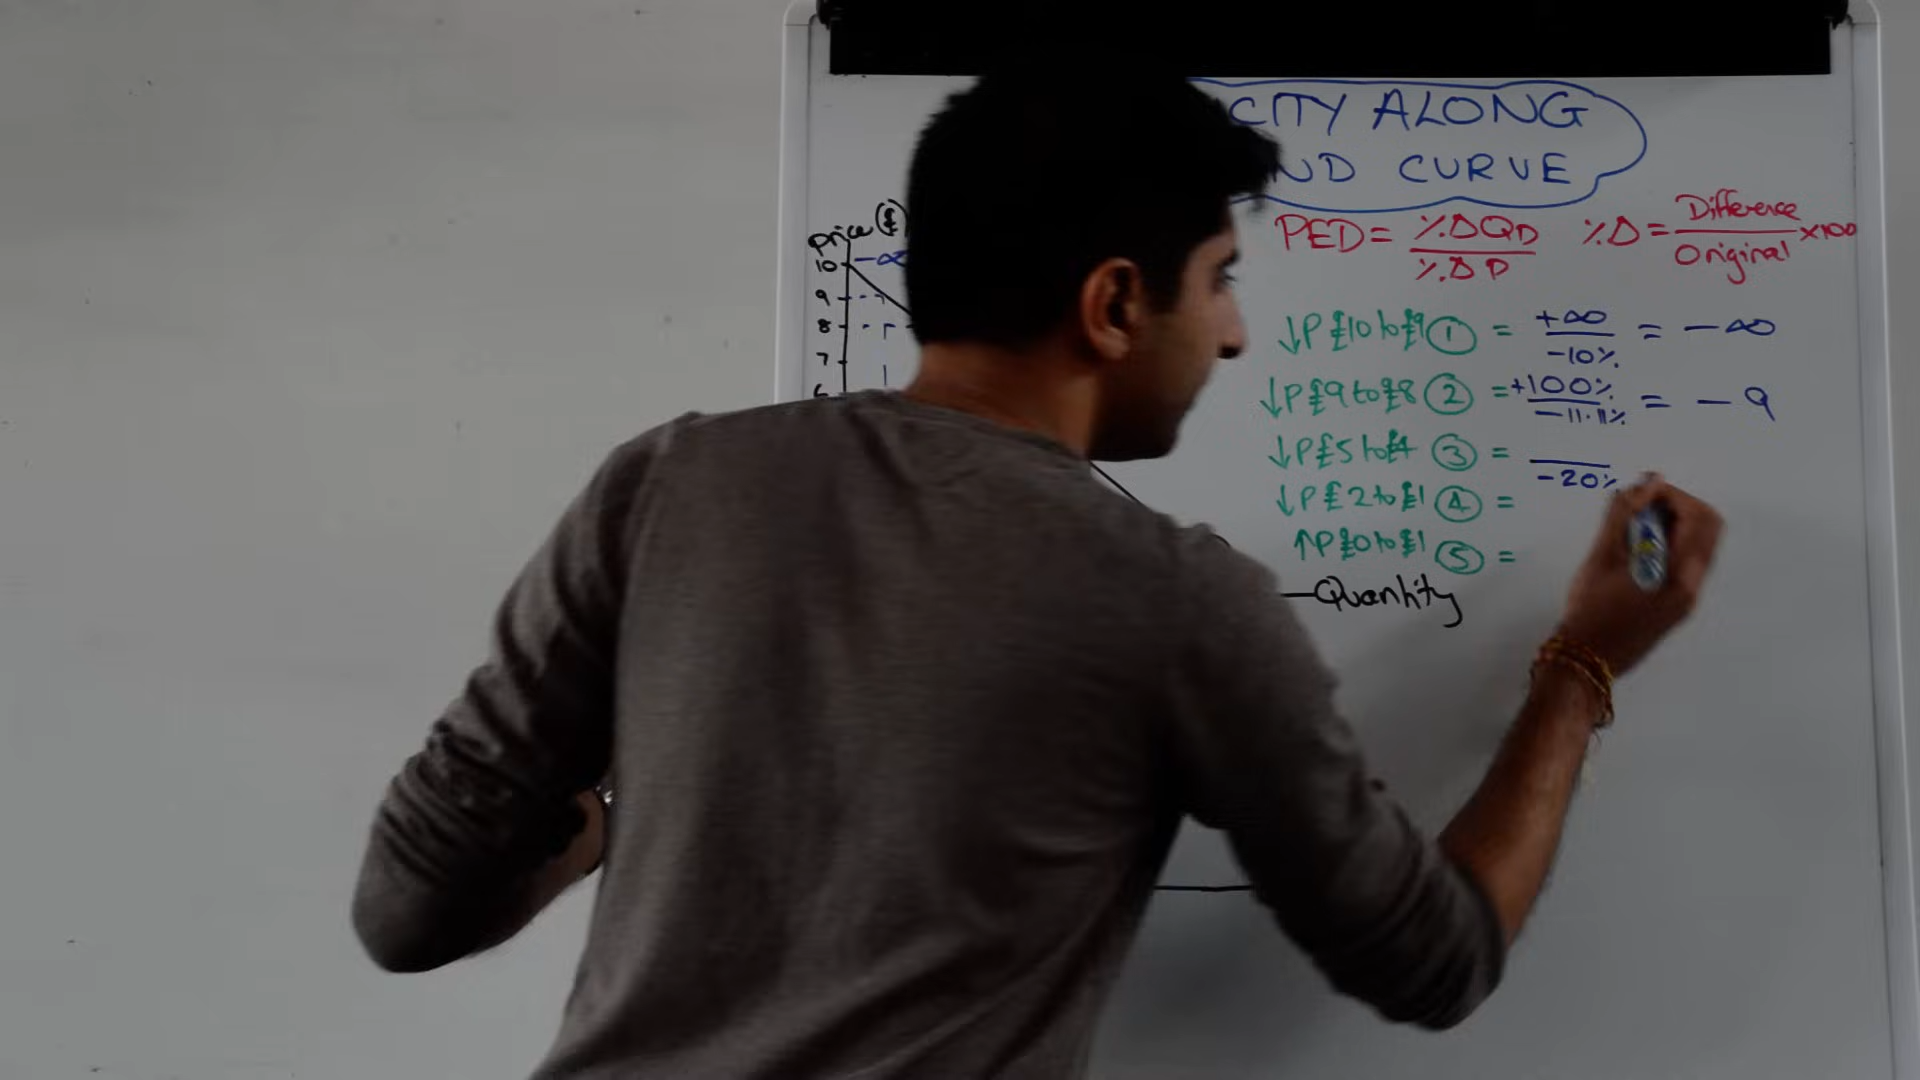 CITY ALONG
ND CURVE
Price (£)
10 -∞
9
8
7
6
PED = %ΔQD / %ΔP
%Δ = Difference / Original ×100
↓P £10 to £9 ① = +∞ / -10% = -∞
↓P £9 to £8 ② = +100% / -11.11% = -9
↓P £5 to £4 ③ = -20%
↓P £2 to £1 ④ =
↑P £0 to £1 ⑤ =
Quantity